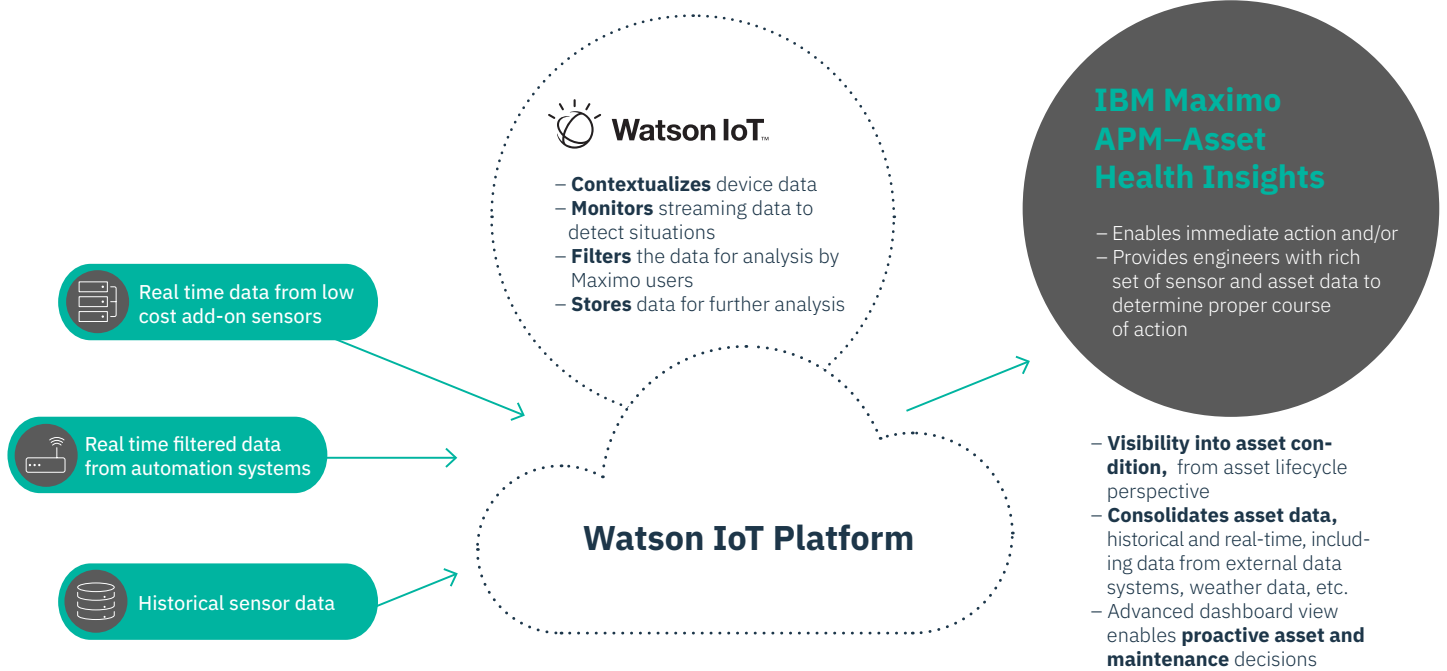 Watson IoT™
– Contextualizes device data
– Monitors streaming data to
detect situations
– Filters the data for analysis by
Maximo users
– Stores data for further analysis
Real time data from low
cost add-on sensors
Real time filtered data
from automation systems
Historical sensor data
Watson IoT Platform
IBM Maximo
APM–Asset
Health Insights
– Enables immediate action and/or
– Provides engineers with rich
set of sensor and asset data to
determine proper course
of action
– Visibility into asset con-
dition, from asset lifecycle
perspective
– Consolidates asset data,
historical and real-time, includ-
ing data from external data
systems, weather data, etc.
– Advanced dashboard view
enables proactive asset and
maintenance decisions